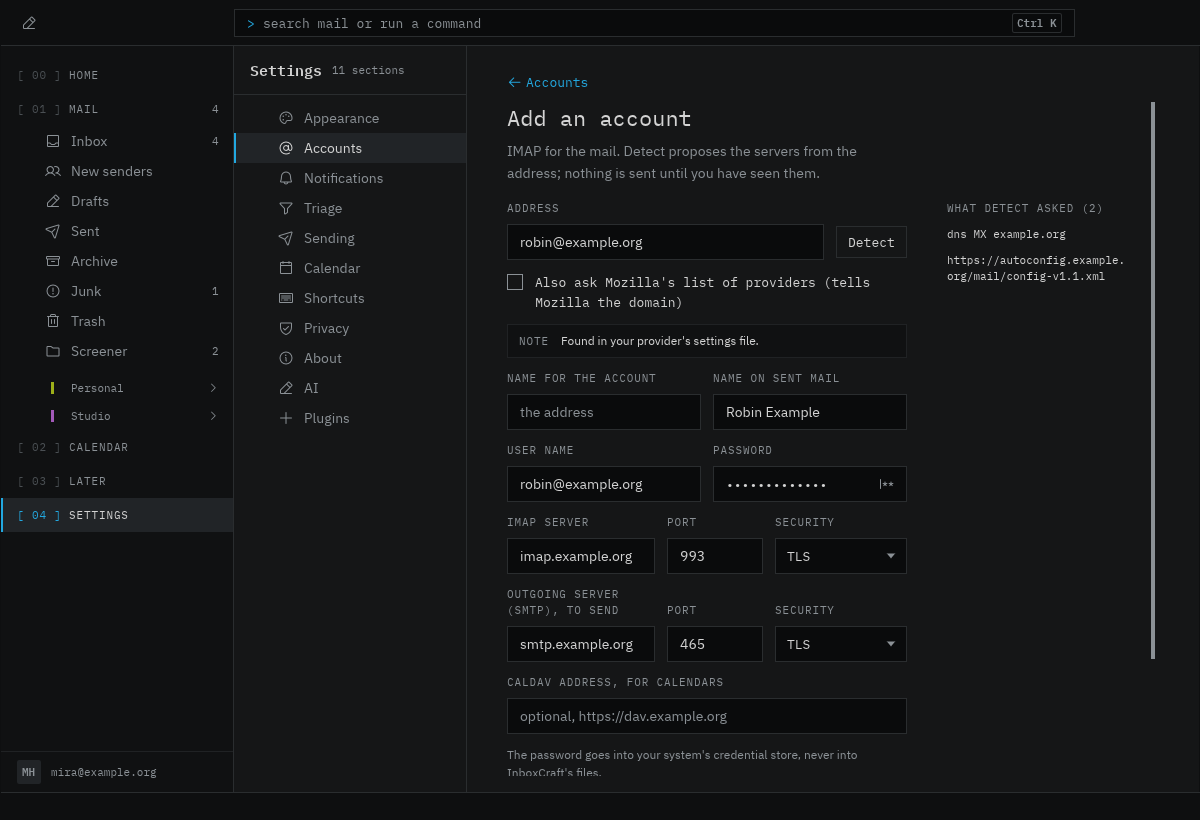 > search mail or run a command
Ctrl K
[ 00 ] HOME
[ 01 ] MAIL 4
Inbox 4
New senders
Drafts
Sent
Archive
Junk 1
Trash
Screener 2
Personal
Studio
[ 02 ] CALENDAR
[ 03 ] LATER
[ 04 ] SETTINGS
MH mira@example.org
Settings 11 sections
Appearance
Accounts
Notifications
Triage
Sending
Calendar
Shortcuts
Privacy
About
AI
Plugins
← Accounts
Add an account
IMAP for the mail. Detect proposes the servers from the
address; nothing is sent until you have seen them.
ADDRESS
robin@example.org
Detect
Also ask Mozilla's list of providers (tells
Mozilla the domain)
NOTE Found in your provider's settings file.
NAME FOR THE ACCOUNT NAME ON SENT MAIL
the address Robin Example
USER NAME PASSWORD
robin@example.org ••••••••••••• |**
IMAP SERVER PORT SECURITY
imap.example.org 993 TLS
OUTGOING SERVER
(SMTP), TO SEND PORT SECURITY
smtp.example.org 465 TLS
CALDAV ADDRESS, FOR CALENDARS
optional, https://dav.example.org
The password goes into your system's credential store, never into
InboxCraft's files.
WHAT DETECT ASKED (2)
dns MX example.org
https://autoconfig.example.
org/mail/config-v1.1.xml